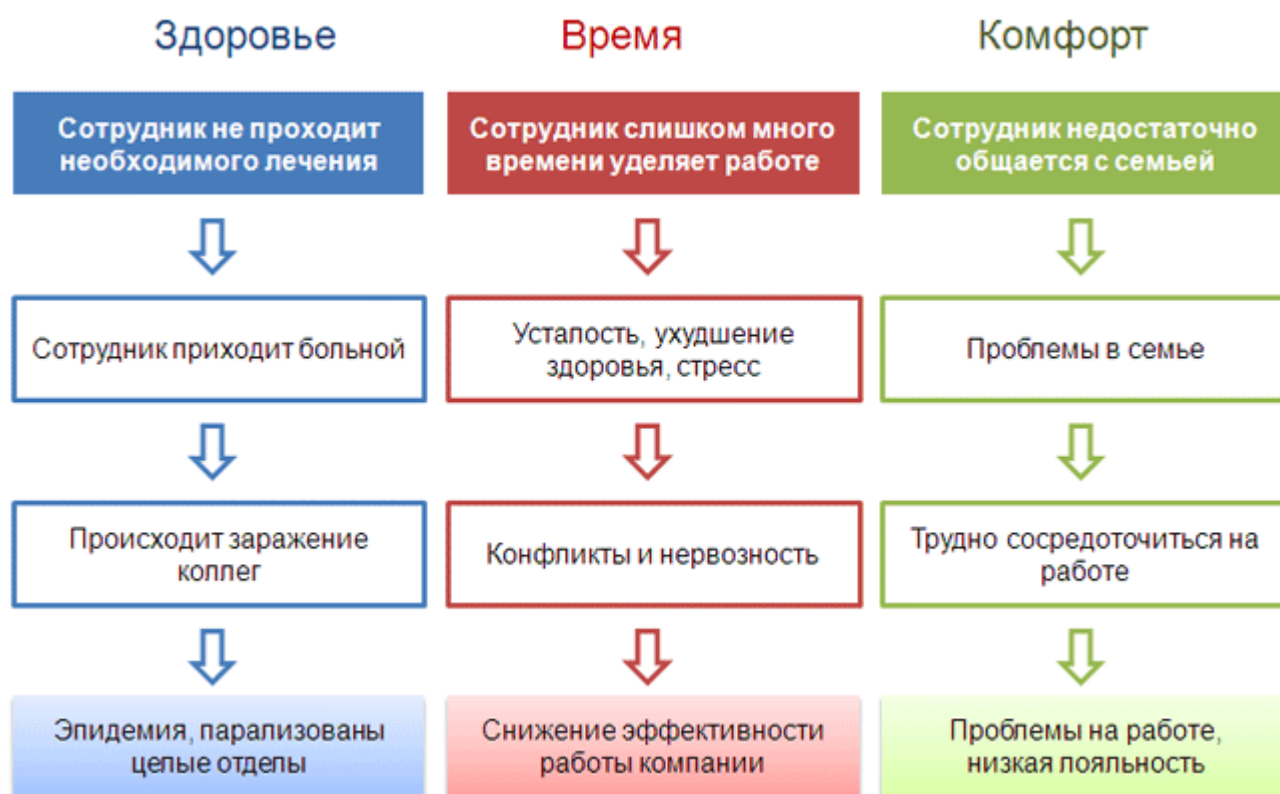 Здоровье
Время
Комфорт
Сотрудник не проходит
необходимого лечения
Сотрудник слишком много
времени уделяет работе
Сотрудник недостаточно
общается с семьей
Сотрудник приходит больной
Усталость, ухудшение
здоровья, стресс
Проблемы в семье
Происходит заражение
коллег
Конфликты и нервозность
Трудно сосредоточиться на
работе
Эпидемия, парализованы
целые отделы
Снижение эффективности
работы компании
Проблемы на работе,
низкая лояльность